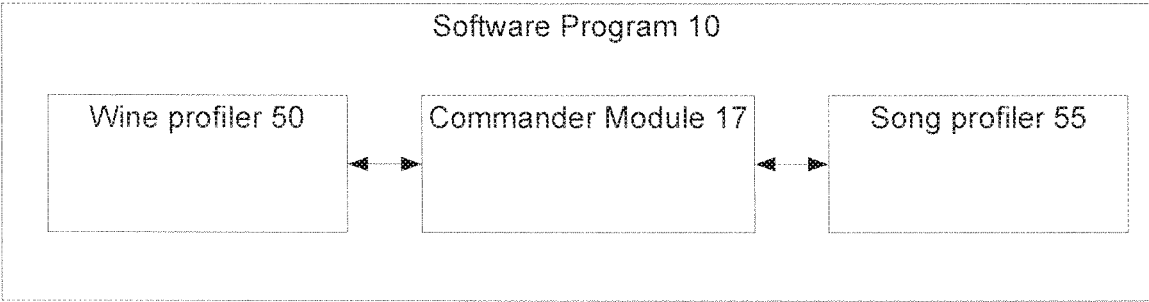 Software Program 10
Wine profiler 50
Commander Module 17
Song profiler 55